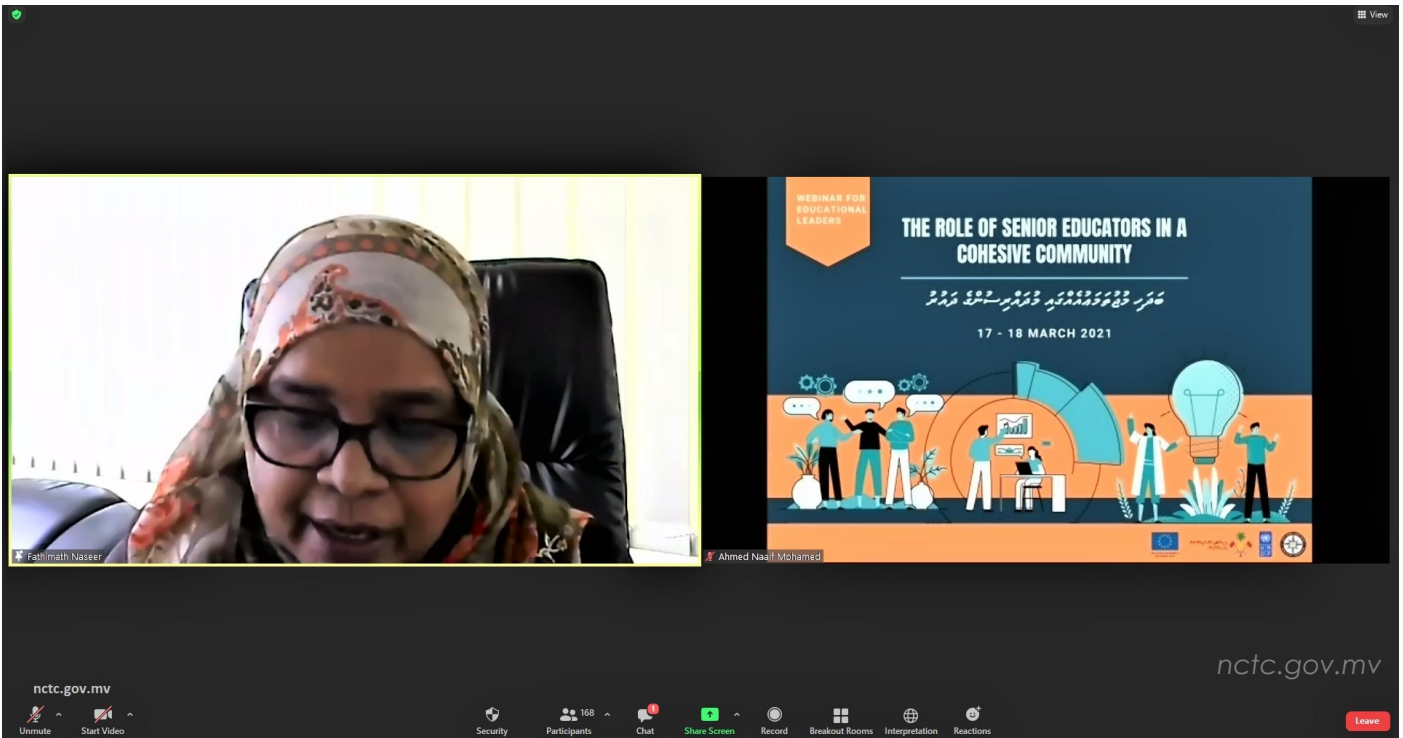 View
WEBINAR FOR
EDUCATIONAL
LEADERS
THE ROLE OF SENIOR EDUCATORS IN A
COHESIVE COMMUNITY
ބަދަހި މުޖުތަމަޢުއެއްގައި މުދައްރިސުންގެ ދައުރު
17 - 18 MARCH 2021
Fathimath Naseer
Ahmed Naaif Mohamed
nctc.gov.mv
nctc.gov.mv
168
1
Unmute
Start Video
Security
Participants
Chat
Share Screen
Record
Breakout Rooms
Interpretation
Reactions
Leave